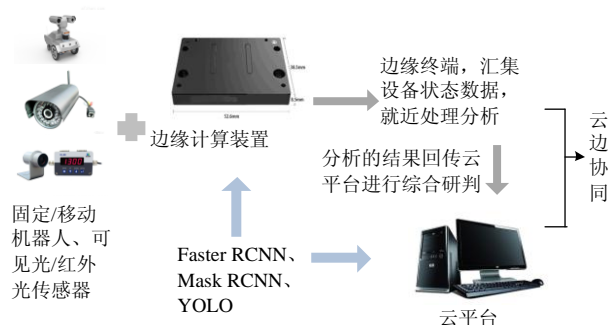 边缘计算装置
边缘终端，汇集
设备状态数据，
就近处理分析
分析的结果回传云
平台进行综合研判
云
边
协
同
固定/移动
机器人、可
见光/红外
光传感器
Faster RCNN、
Mask RCNN、
YOLO
云平台